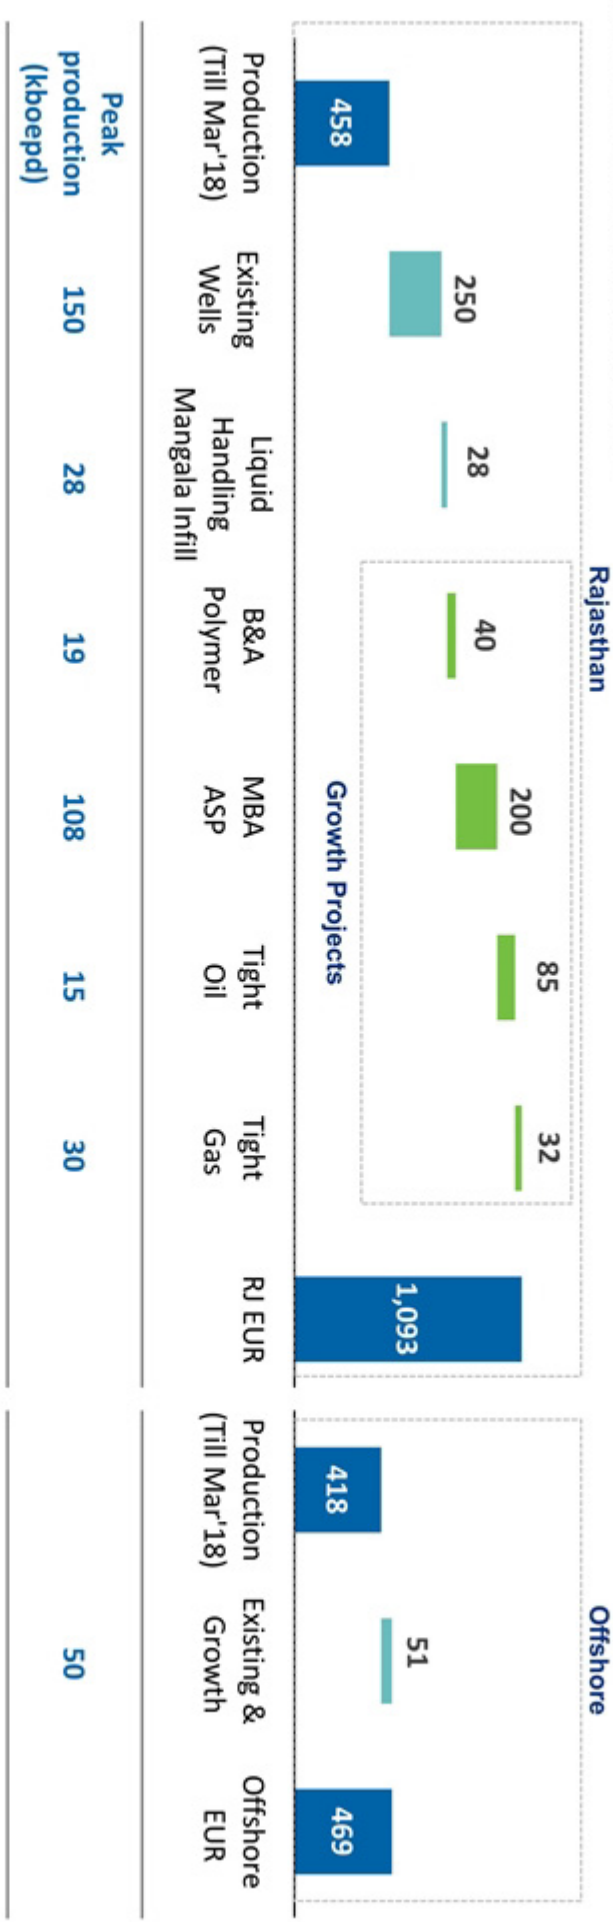 Rajasthan
Offshore
458
250
28
40
200
85
32
1,093
418
51
469
Growth Projects
Production
(Till Mar'18)
Existing
Wells
Liquid
Handling
Mangala Infill
B&A
Polymer
MBA
ASP
Tight
Oil
Tight
Gas
RJ EUR
Production
(Till Mar'18)
Existing &
Growth
Offshore
EUR
Peak
production
(kboepd)
150
28
19
108
15
30
50